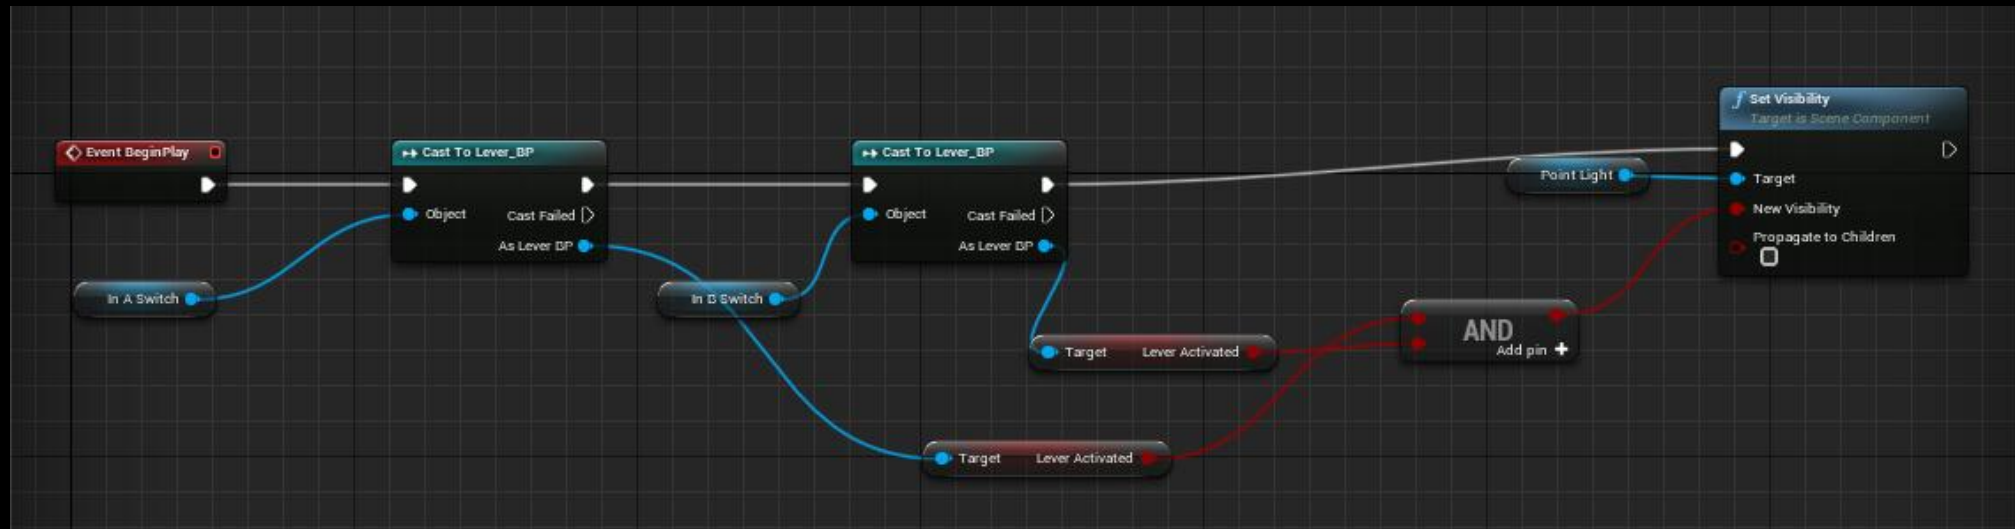 Set Visibility
Target is Scene Component
Event BeginPlay
Cast To Lever_BP
Cast To Lever_BP
Point Light
Target
Object
Cast Failed
Object
Cast Failed
New Visibility
As Lever BP
As Lever BP
Propagate to Children
In A Switch
In B Switch
AND
Add pin
Target
Lever Activated
Target
Lever Activated